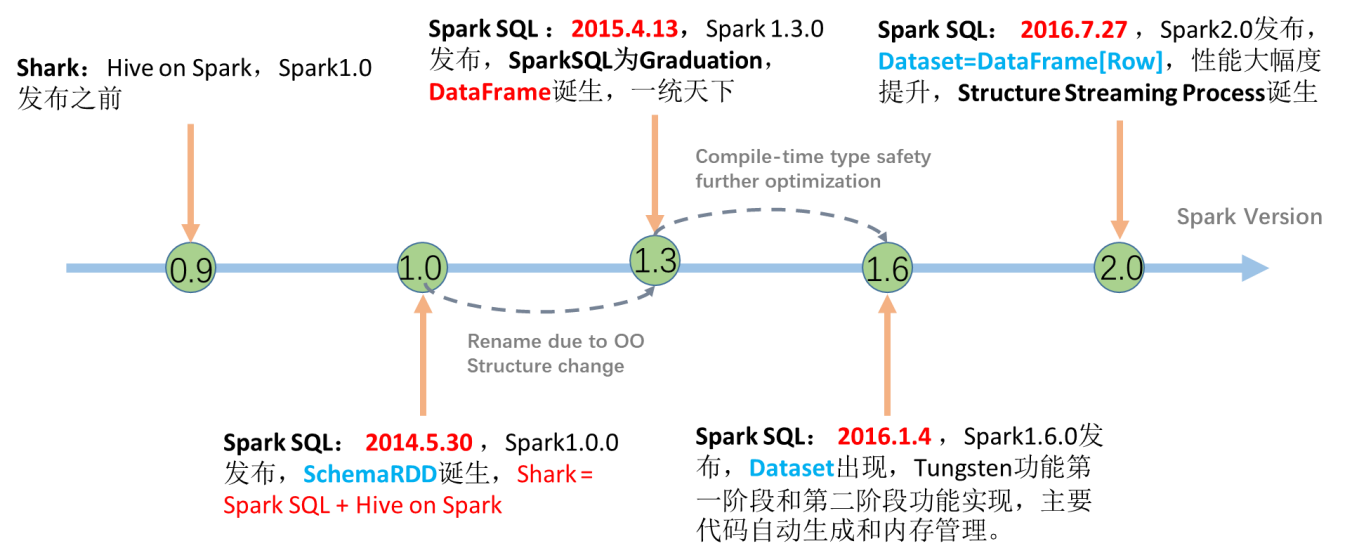 Shark：Hive on Spark，Spark1.0
发布之前
Spark SQL ：2015.4.13，Spark 1.3.0
发布，SparkSQL为Graduation，
DataFrame诞生，一统天下
Spark SQL： 2016.7.27 ，Spark2.0发布，
Dataset=DataFrame[Row]，性能大幅度
提升，Structure Streaming Process诞生
Compile-time type safety
further optimization
Spark Version
0.9
1.0
1.3
1.6
2.0
Rename due to OO
Structure change
Spark SQL： 2014.5.30 ，Spark1.0.0
发布，SchemaRDD诞生，Shark =
Spark SQL + Hive on Spark
Spark SQL： 2016.1.4 ，Spark1.6.0发
布，Dataset出现，Tungsten功能第
一阶段和第二阶段功能实现，主要
代码自动生成和内存管理。